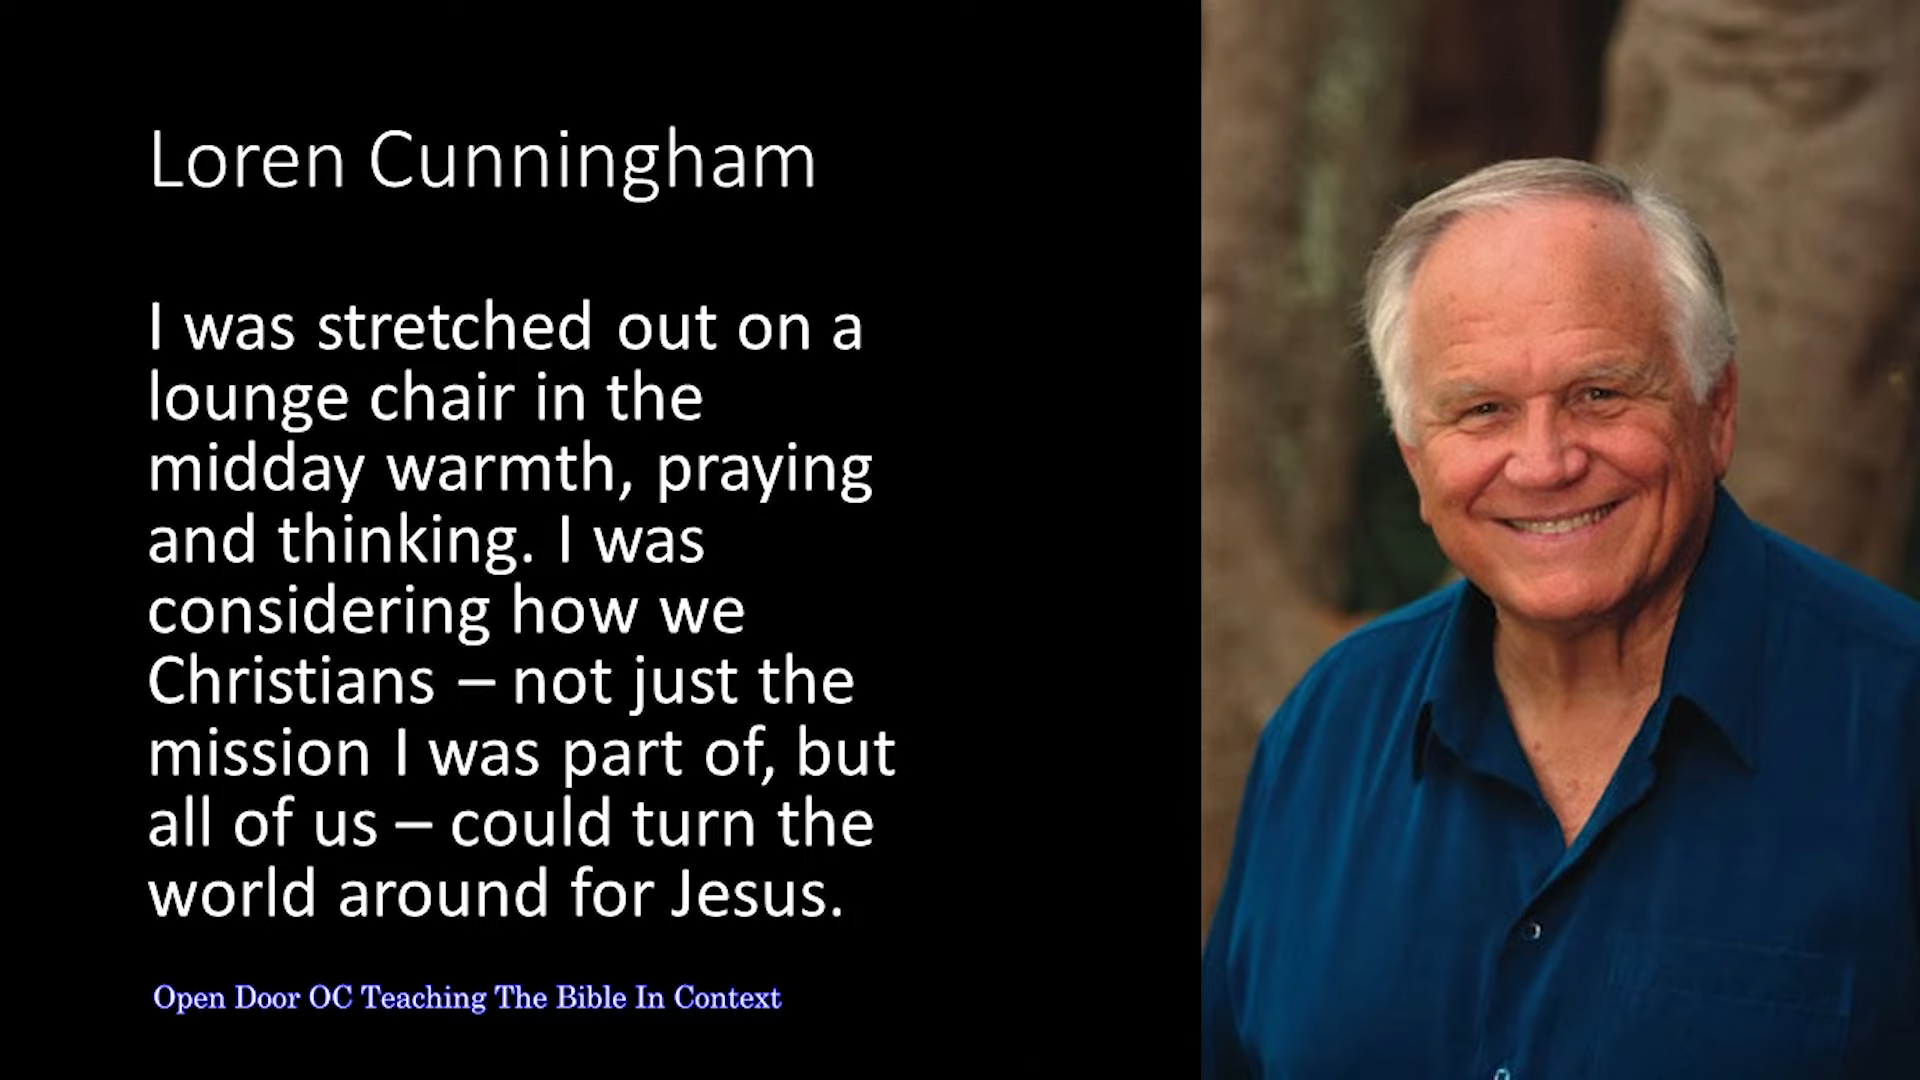 Loren Cunningham
I was stretched out on a
lounge chair in the
midday warmth, praying
and thinking. I was
considering how we
Christians – not just the
mission I was part of, but
all of us – could turn the
world around for Jesus.
Open Door OC Teaching The Bible In Context